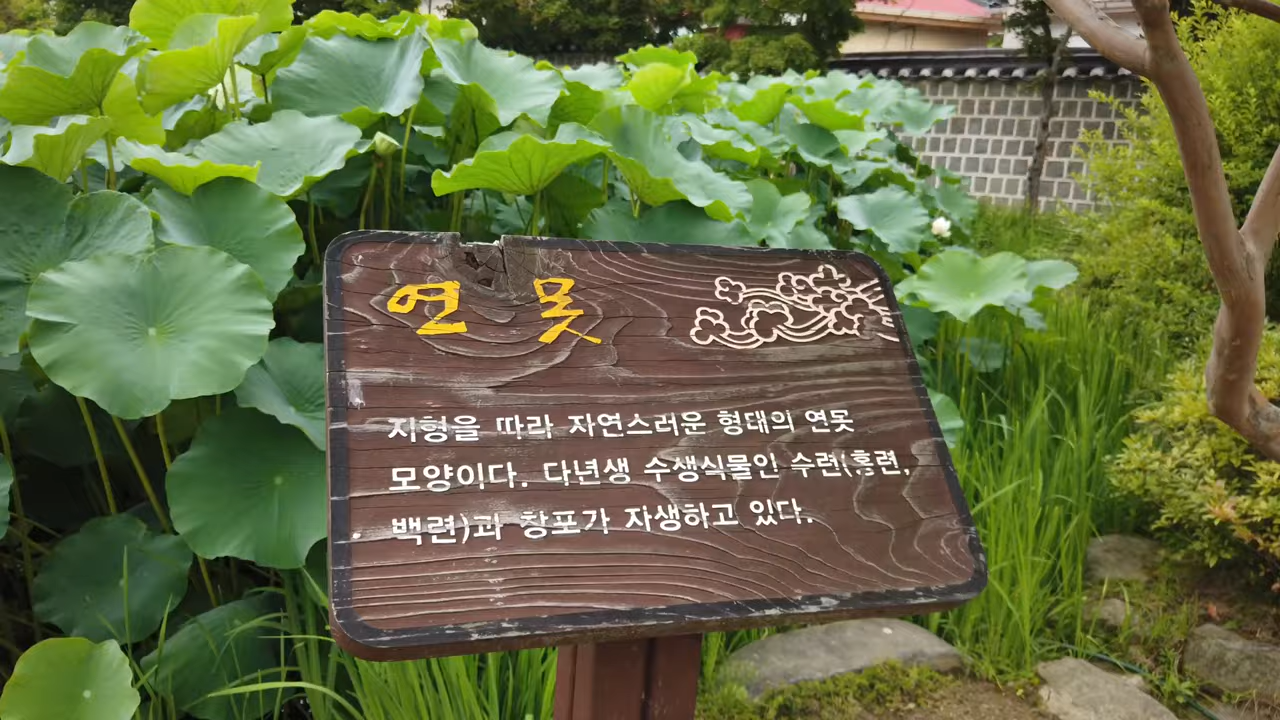 연못
지형을 따라 자연스러운 형태의 연못
모양이다. 다년생 수생식물인 수련(홍련,
백련)과 창포가 자생하고 있다.